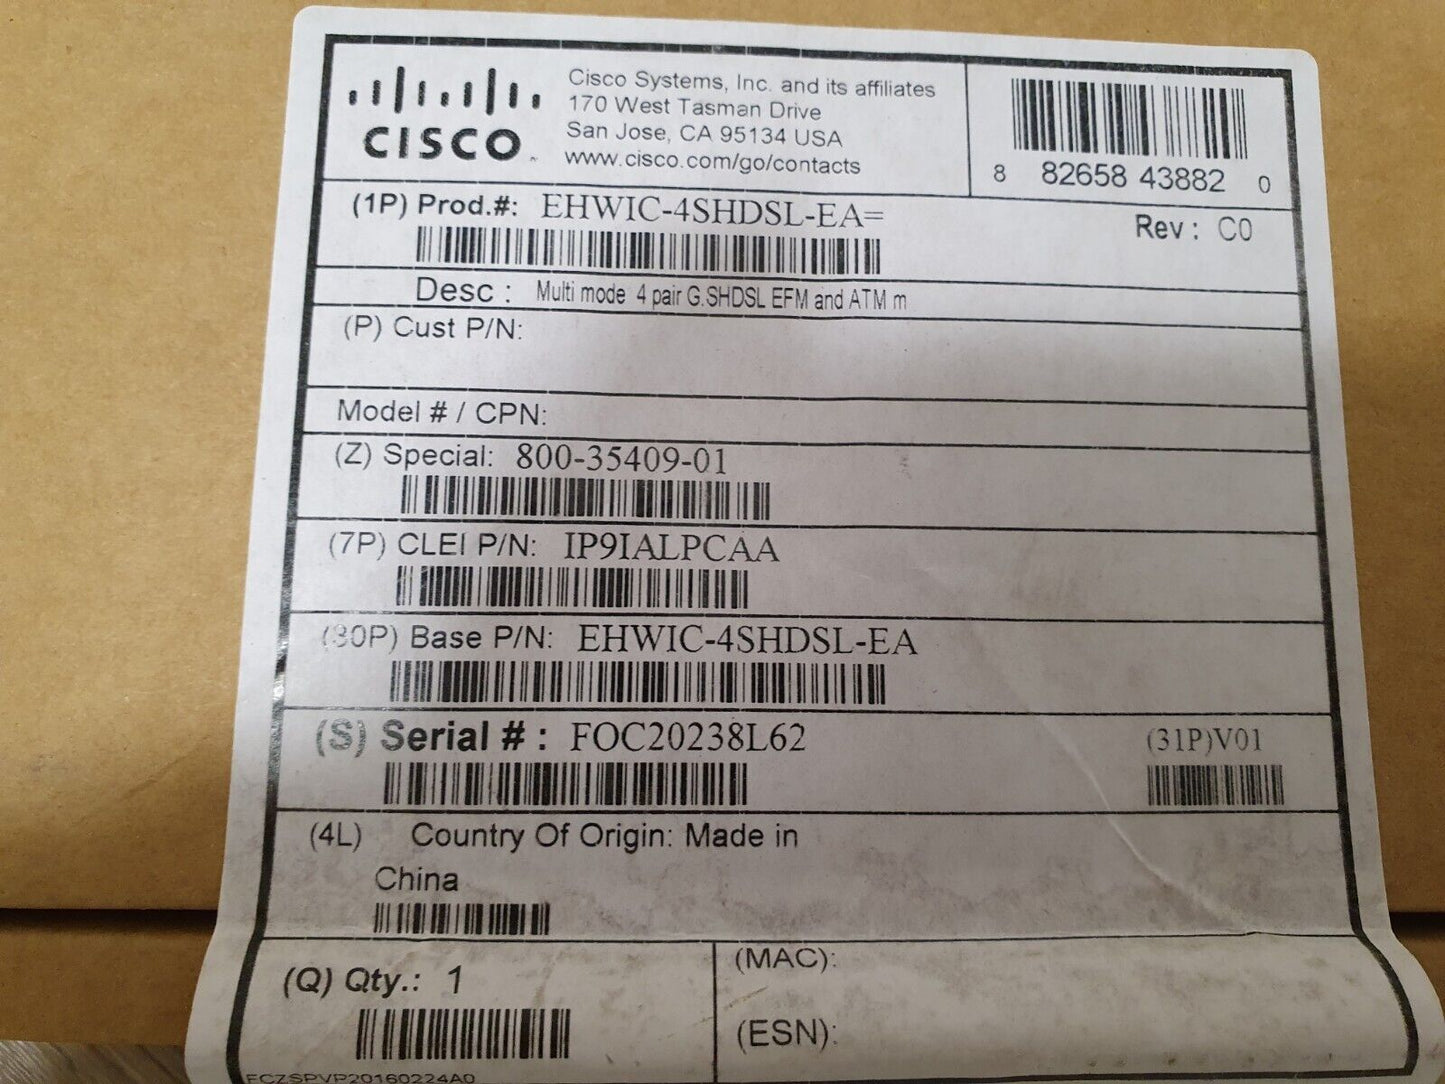 CISCO
Cisco Systems, Inc. and its affiliates
170 West Tasman Drive
San Jose, CA 95134 USA
www.cisco.com/go/contacts
8 82658 43882 0
(1P) Prod.#: EHWIC-4SHDSL-EA=
Rev : C0
Desc : Multi mode 4 pair G.SHDSL EFM and ATM m
(P) Cust P/N:
Model # / CPN:
(Z) Special: 800-35409-01
(7P) CLEI P/N: IP9IALPCAA
(30P) Base P/N: EHWIC-4SHDSL-EA
(S) Serial # : FOC20238L62
(31P)V01
(4L) Country Of Origin: Made in
China
(Q) Qty.: 1
(MAC):
(ESN):
FCZSPVP20160224A0